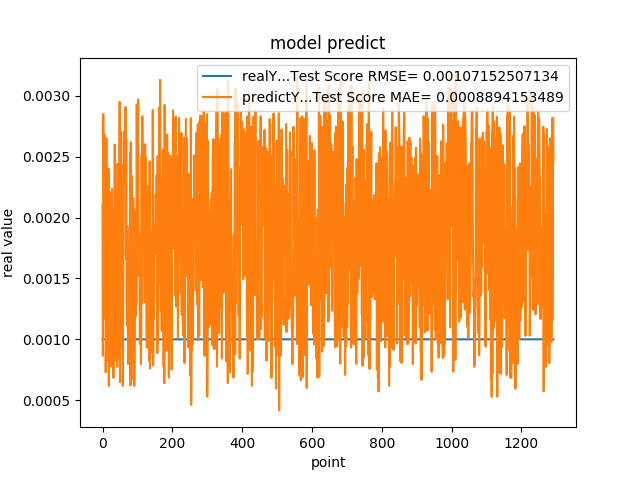 model predict
realY...Test Score RMSE= 0.00107152507134
predictY...Test Score MAE= 0.0008894153489
0.0030
0.0025
0.0020
0.0015
0.0010
0.0005
real value
0 200 400 600 800 1000 1200
point